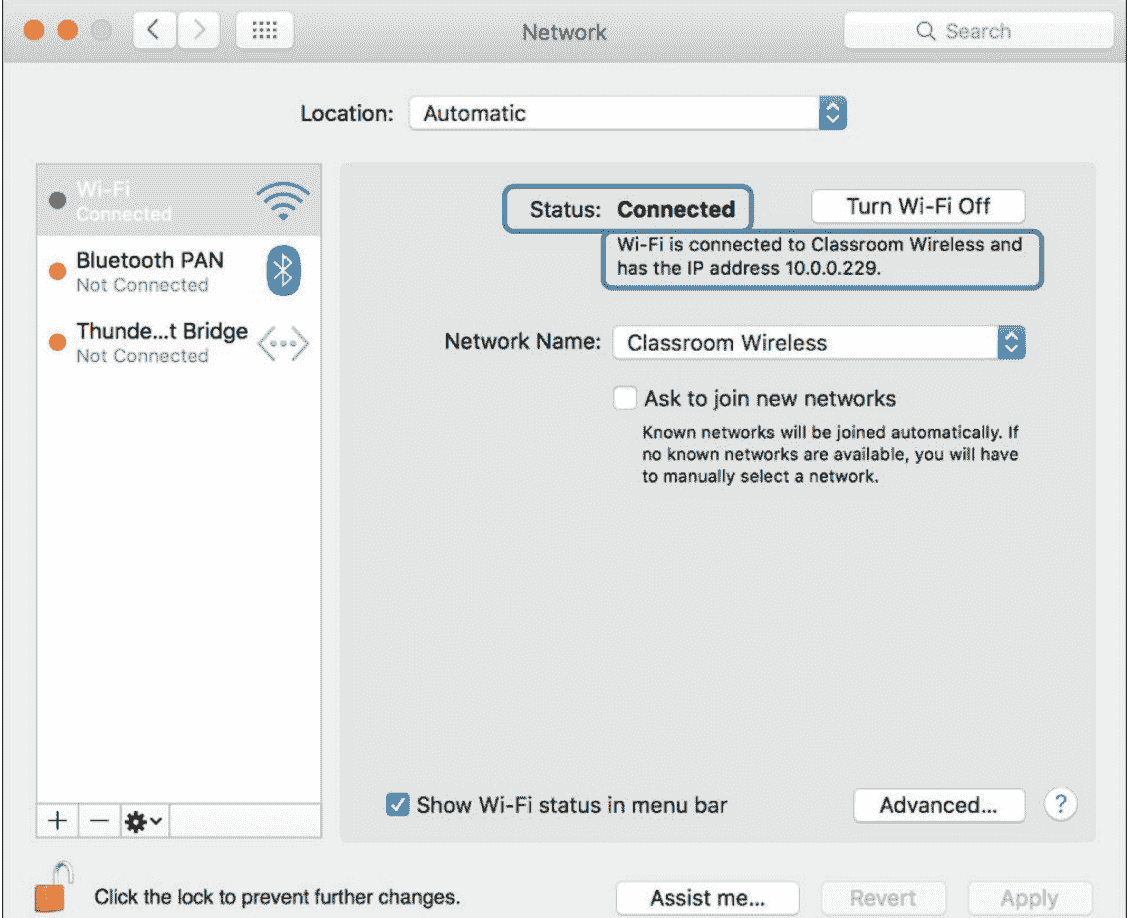 Network
Search
Location: Automatic
Wi-Fi
Connected
Bluetooth PAN
Not Connected
Thunde...t Bridge
Not Connected
Status: Connected
Turn Wi-Fi Off
Wi-Fi is connected to Classroom Wireless and
has the IP address 10.0.0.229.
Network Name: Classroom Wireless
Ask to join new networks
Known networks will be joined automatically. If
no known networks are available, you will have
to manually select a network.
Show Wi-Fi status in menu bar
Advanced...
?
Click the lock to prevent further changes.
Assist me...
Revert
Apply